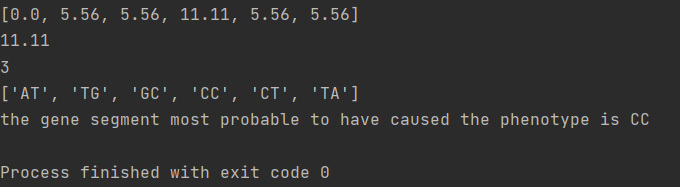 [0.0, 5.56, 5.56, 11.11, 5.56, 5.56]
11.11
3
['AT', 'TG', 'GC', 'CC', 'CT', 'TA']
the gene segment most probable to have caused the phenotype is CC
Process finished with exit code 0